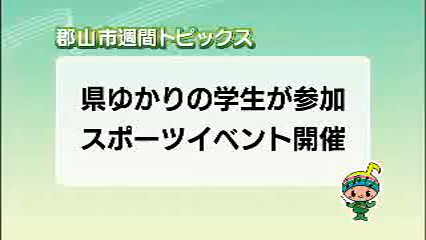 郡山市週間トピックス
県ゆかりの学生が参加
スポーツイベント開催